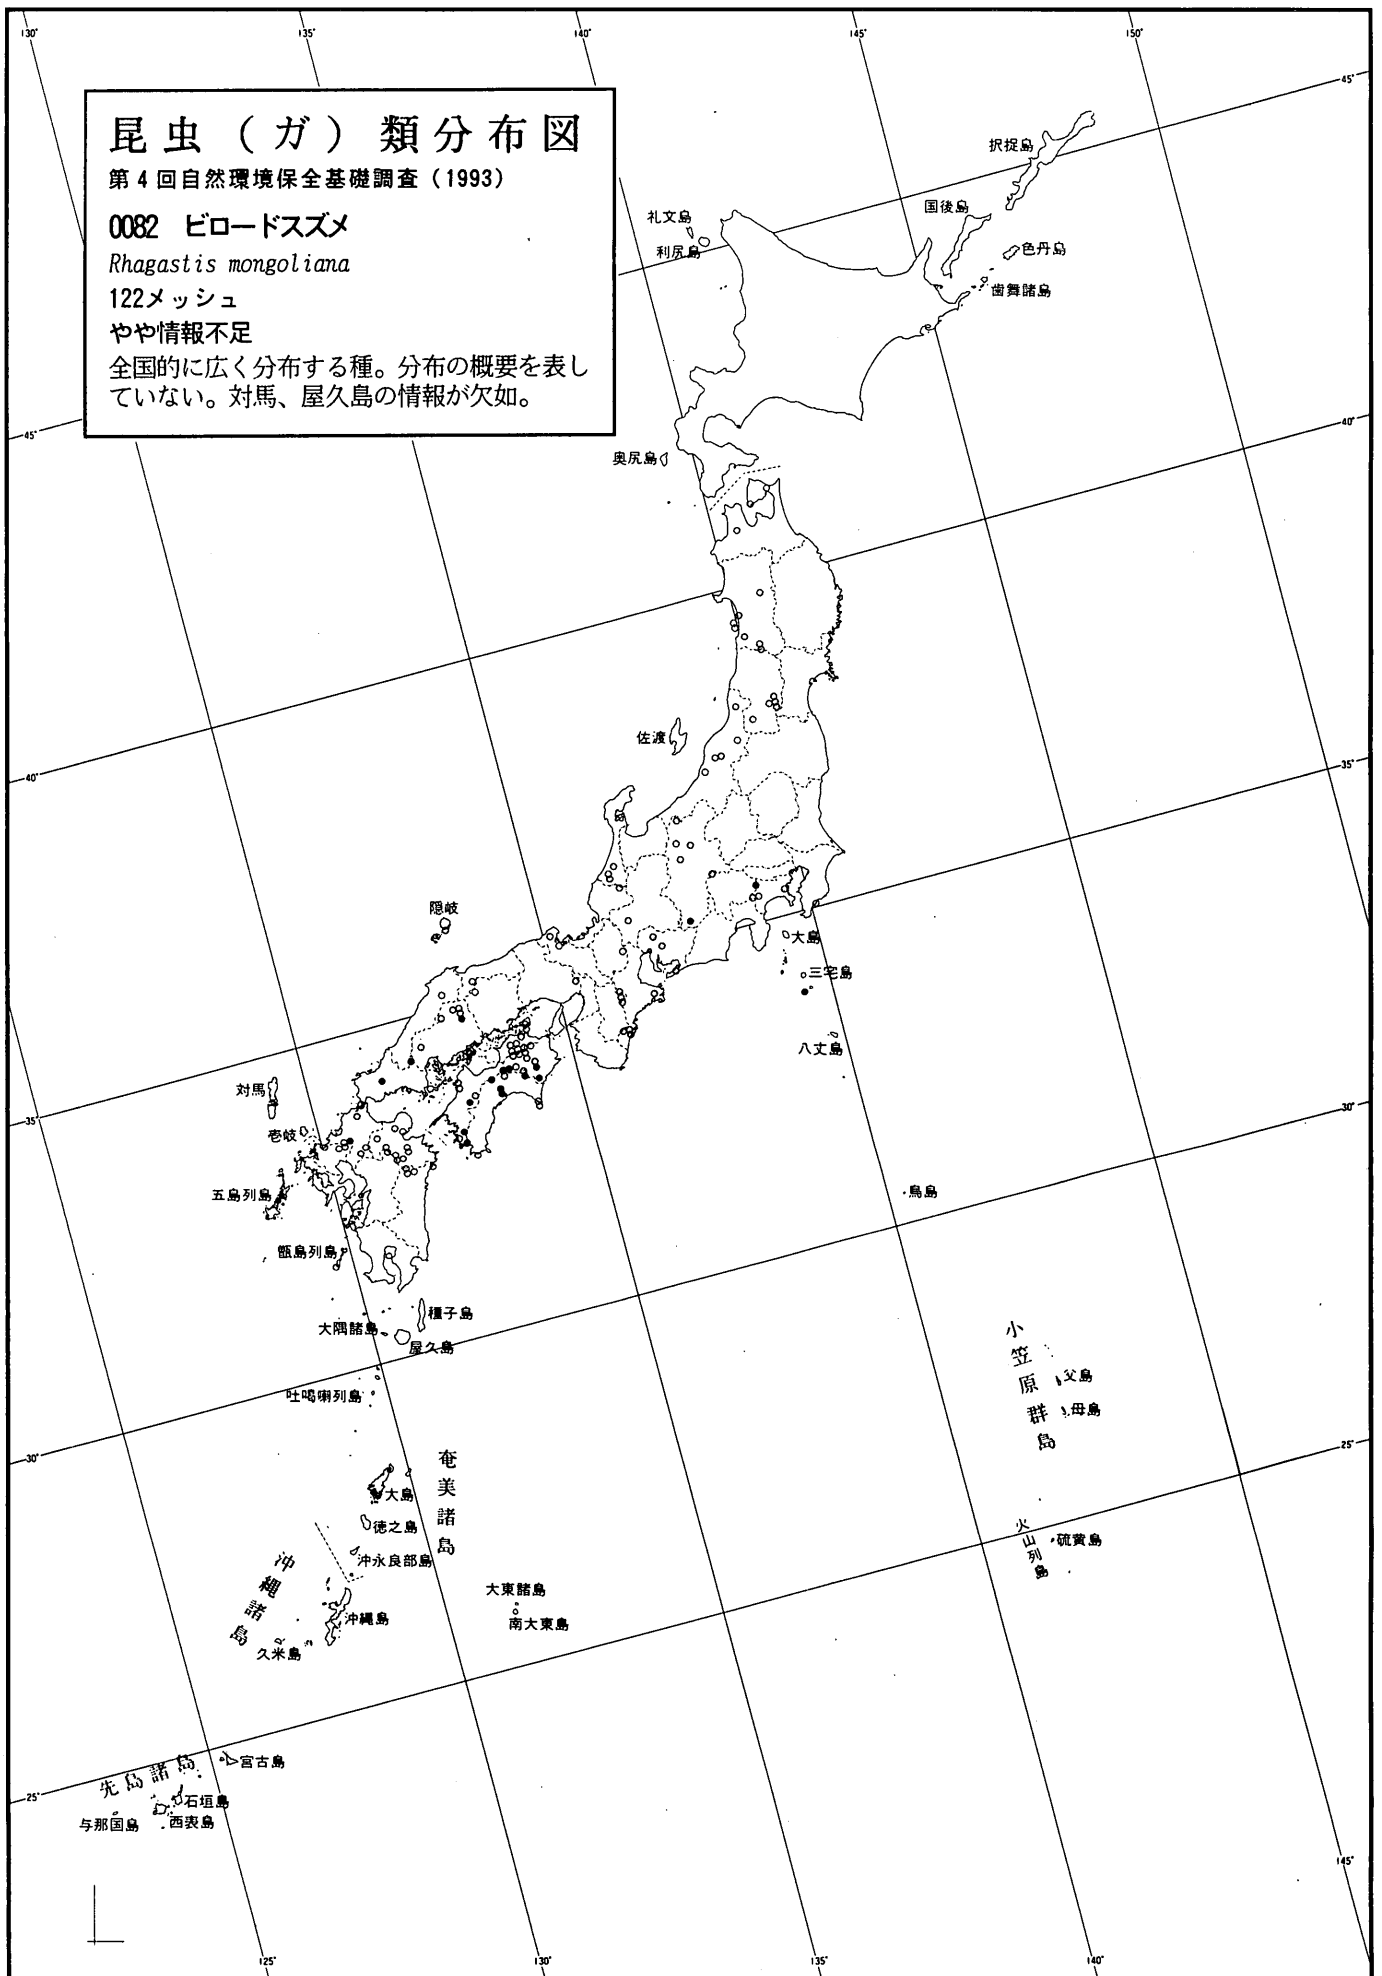 130°
135°
140°
145°
150°
昆虫（ガ）類分布図
第4回自然環境保全基礎調査（1993）
0082　ビロードスズメ
Rhagastis mongoliana
122メッシュ
やや情報不足
全国的に広く分布する種。分布の概要を表し
ていない。対馬、屋久島の情報が欠如。
45°
択捉島
国後島
礼文島
利尻島
色丹島
歯舞諸島
45°
40°
奥尻島
佐渡
40°
35°
隠岐
大島
三宅島
八丈島
対馬
35°
壱岐
30°
五島列島
鳥島
甑島列島
種子島
大隅諸島
屋久島
吐噶喇列島
小笠原群島
父島
母島
30°
25°
奄美諸島
大島
徳之島
沖永良部島
沖縄諸島
沖縄島
久米島
大東諸島
南大東島
火山列島
硫黄島
先島諸島
宮古島
25°
石垣島
西表島
与那国島
145°
125°
130°
135°
140°